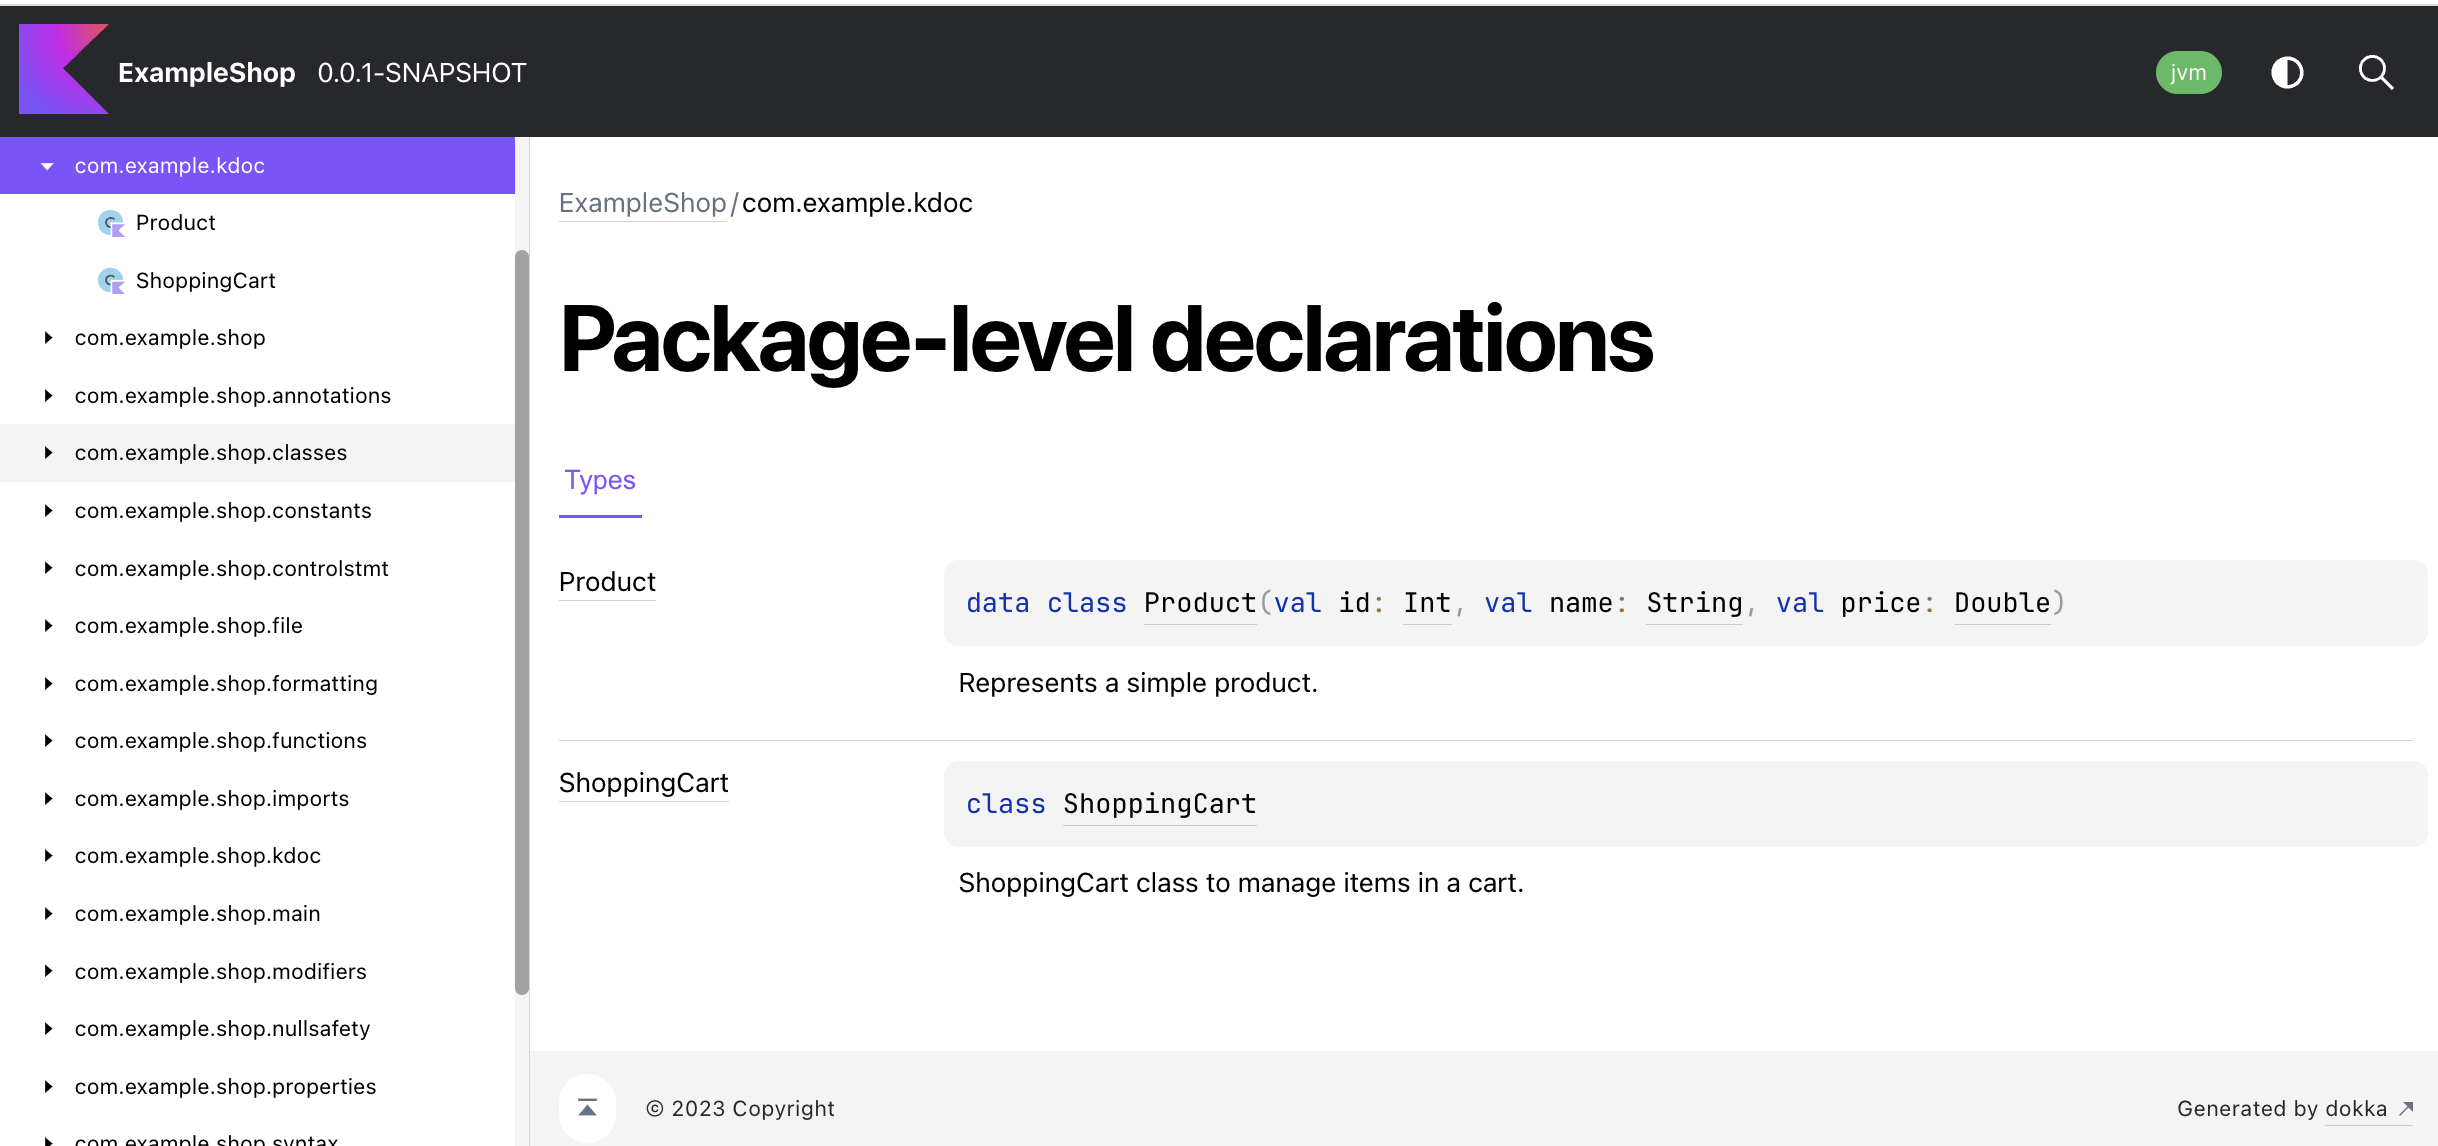 ExampleShop 0.0.1-SNAPSHOT
jvm
com.example.kdoc
Product
ShoppingCart
com.example.shop
com.example.shop.annotations
com.example.shop.classes
com.example.shop.constants
com.example.shop.controlstmt
com.example.shop.file
com.example.shop.formatting
com.example.shop.functions
com.example.shop.imports
com.example.shop.kdoc
com.example.shop.main
com.example.shop.modifiers
com.example.shop.nullsafety
com.example.shop.properties
com.example.shop.syntax
ExampleShop/com.example.kdoc
Package-level declarations
Types
Product
data class Product(val id: Int, val name: String, val price: Double)
Represents a simple product.
ShoppingCart
class ShoppingCart
ShoppingCart class to manage items in a cart.
© 2023 Copyright
Generated by dokka